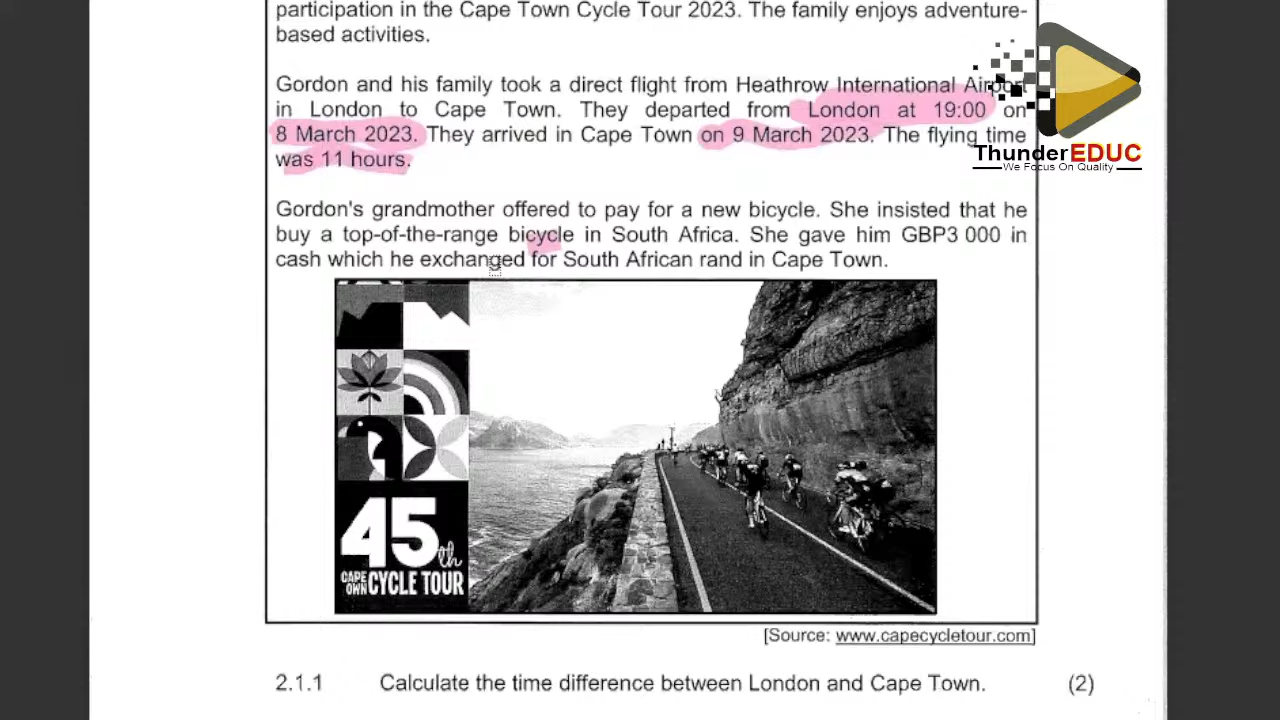 participation in the Cape Town Cycle Tour 2023. The family enjoys adventure-
based activities.
Gordon and his family took a direct flight from Heathrow International Airport
in London to Cape Town. They departed from London at 19:00 on
8 March 2023. They arrived in Cape Town on 9 March 2023. The flying time
was 11 hours.
ThunderEDUC
We Focus On Quality
Gordon's grandmother offered to pay for a new bicycle. She insisted that he
buy a top-of-the-range bicycle in South Africa. She gave him GBP3 000 in
cash which he exchanged for South African rand in Cape Town.
45th
CAPE
OWN CYCLE TOUR
[Source: www.capecycletour.com]
2.1.1 Calculate the time difference between London and Cape Town. (2)